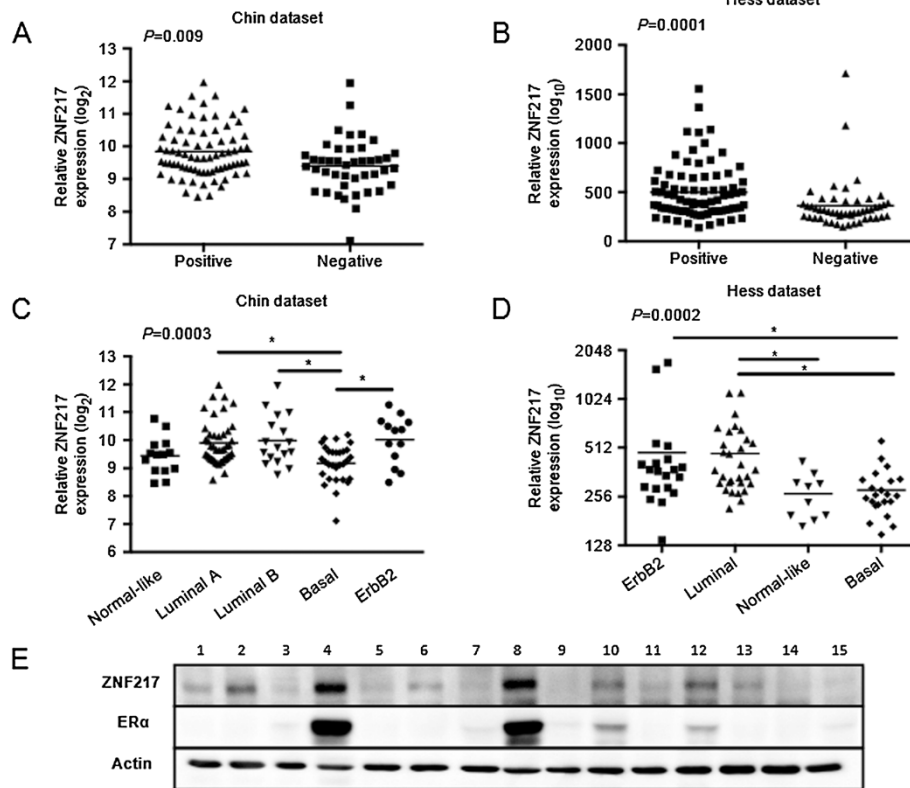 Chin dataset
Hess dataset
A
P=0.009
Relative ZNF217
expression (log2)
13
12
11
10
9
8
7
Positive
Negative
B
P=0.0001
Relative ZNF217
expression (log10)
2000
1500
1000
500
0
Positive
Negative
C
Chin dataset
P=0.0003
Relative ZNF217
expression (log2)
13
12
11
10
9
8
7
6
*
*
*
Normal-like
Luminal A
Luminal B
Basal
ErbB2
D
Hess dataset
P=0.0002
Relative ZNF217
expression (log10)
2048
1024
512
256
128
*
*
*
ErbB2
Luminal
Normal-like
Basal
E
1 2 3 4 5 6 7 8 9 10 11 12 13 14 15
ZNF217
ERα
Actin